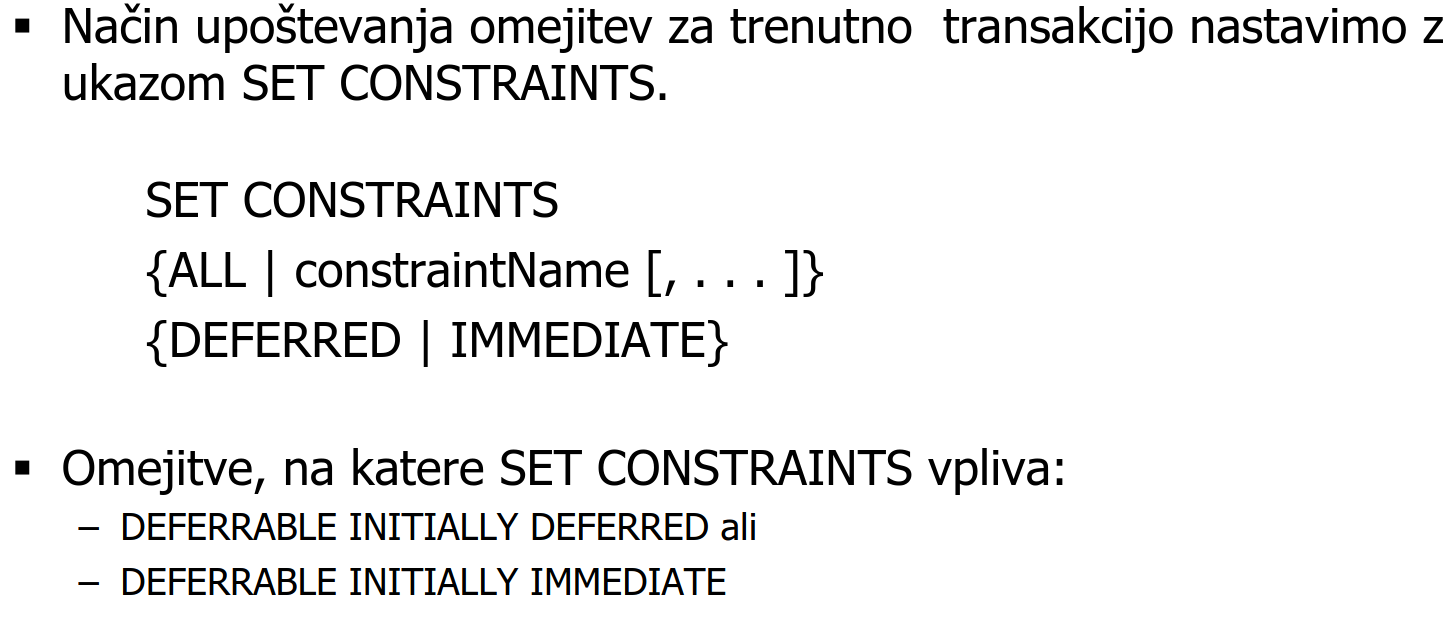 ▪ Način upoštevanja omejitev za trenutno  transakcijo nastavimo z
ukazom SET CONSTRAINTS.
SET CONSTRAINTS
{ALL | constraintName [, . . . ]}
{DEFERRED | IMMEDIATE}
▪ Omejitve, na katere SET CONSTRAINTS vpliva:
– DEFERRABLE INITIALLY DEFERRED ali
– DEFERRABLE INITIALLY IMMEDIATE